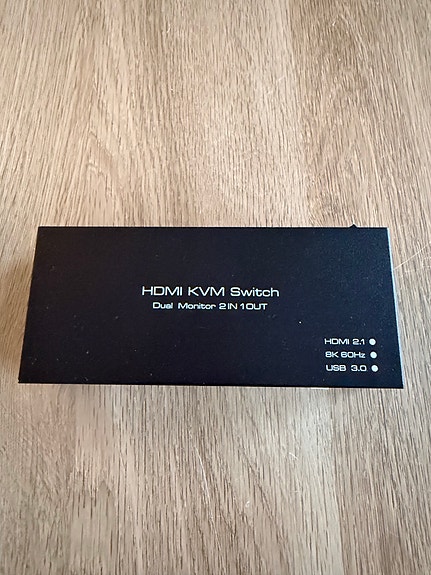 HDMI KVM Switch
Dual Monitor 2 IN 1 OUT
HDMI 2.1
8K 60Hz
USB 3.0